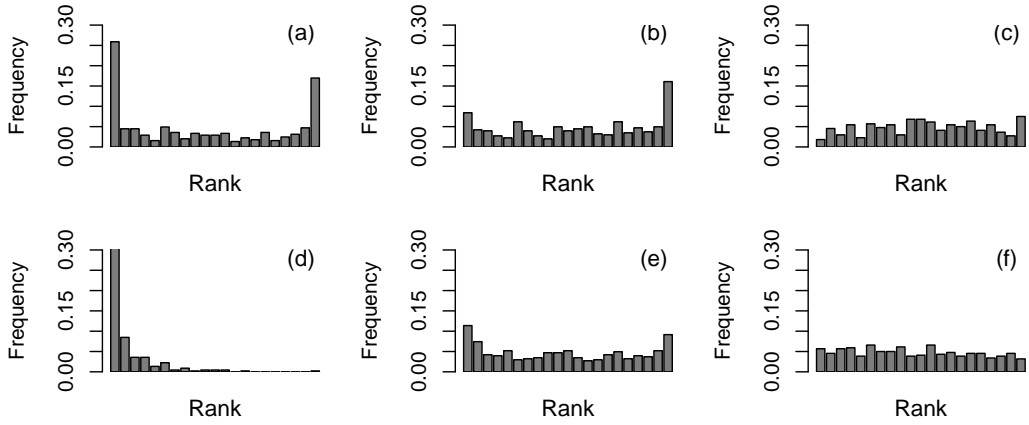 (a)
Frequency
0.00 0.15 0.30
Rank
(b)
Frequency
0.00 0.15 0.30
Rank
(c)
Frequency
0.00 0.15 0.30
Rank
(d)
Frequency
0.00 0.15 0.30
Rank
(e)
Frequency
0.00 0.15 0.30
Rank
(f)
Frequency
0.00 0.15 0.30
Rank